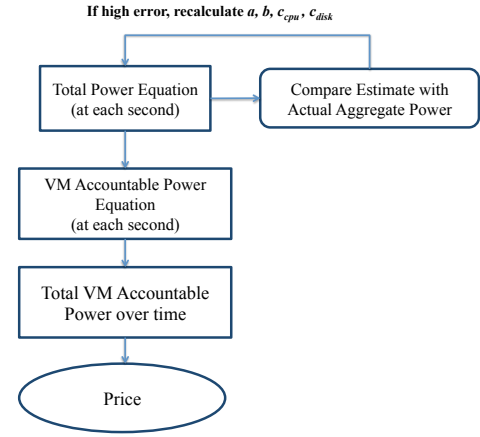 If high error, recalculate a, b, c_cpu , c_disk
Total Power Equation
(at each second)
Compare Estimate with
Actual Aggregate Power
VM Accountable Power
Equation
(at each second)
Total VM Accountable
Power over time
Price